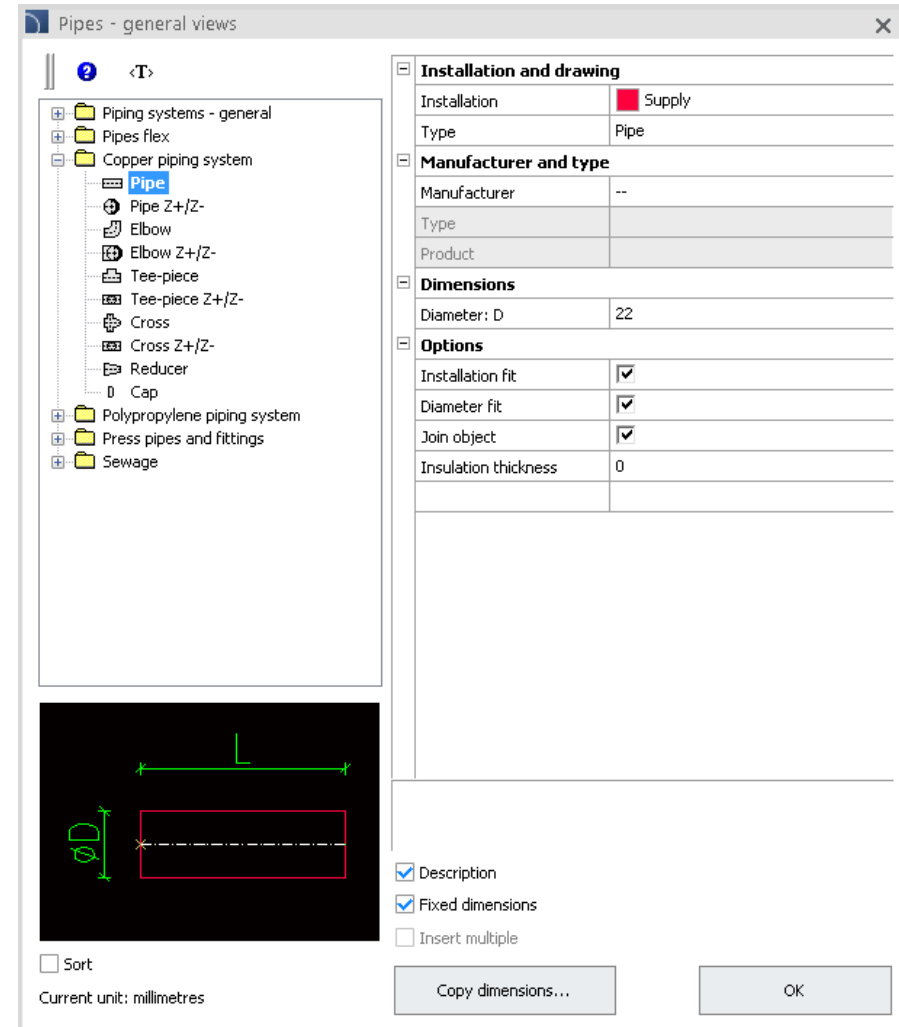 Pipes - general views
<T>
Piping systems - general
Pipes flex
Copper piping system
Pipe
Pipe Z+/Z-
Elbow
Elbow Z+/Z-
Tee-piece
Tee-piece Z+/Z-
Cross
Cross Z+/Z-
Reducer
Cap
Polypropylene piping system
Press pipes and fittings
Sewage
L
ØD
Sort
Current unit: millimetres
Installation and drawing
Installation Supply
Type Pipe
Manufacturer and type
Manufacturer --
Type
Product
Dimensions
Diameter: D 22
Options
Installation fit
Diameter fit
Join object
Insulation thickness 0
Description
Fixed dimensions
Insert multiple
Copy dimensions... OK